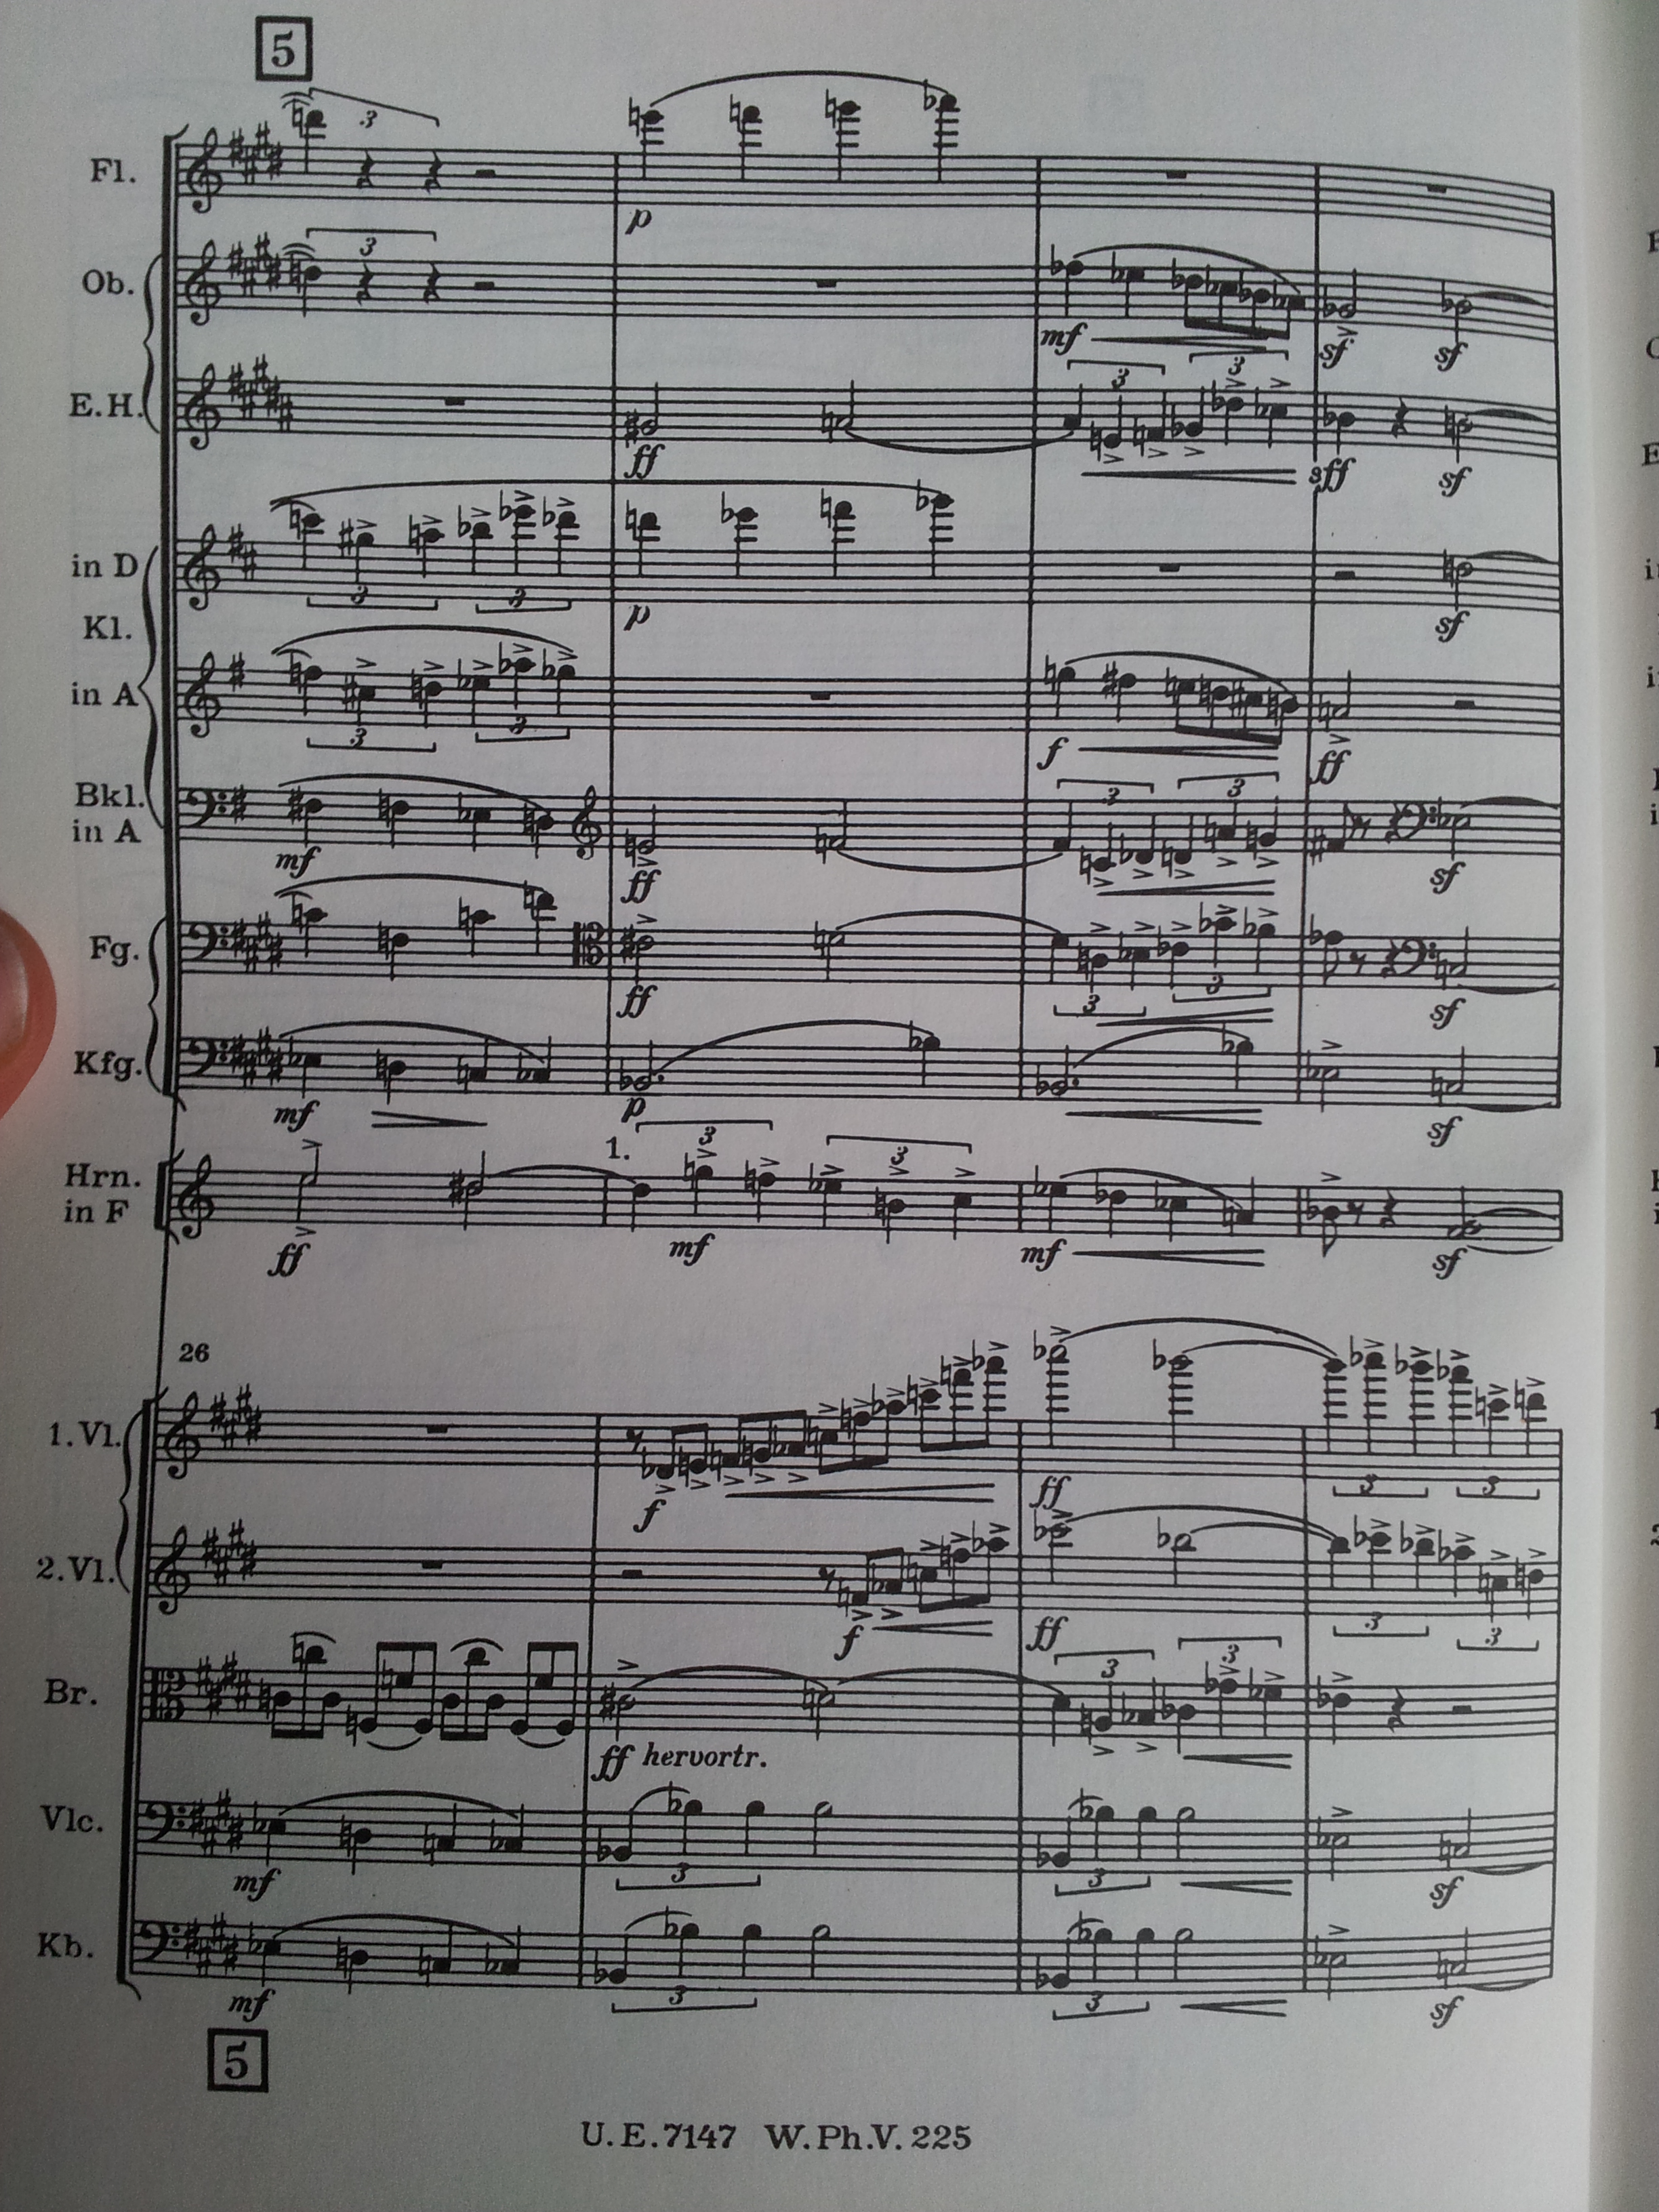 5
3
Fl.
p
3
Ob.
mf sf sf
3 3
E.H.
ff sff sf
in D
3 3
p sf
Kl.
in A
3 3
f ff
3 3
Bkl.
in A
mf ff sf
Fg.
3 3
ff sf
Kfg.
mf p sf
1. 3 3
Hrn.
in F
ff mf mf sf
26
1.Vl.
3 3
f ff
2.Vl.
f ff
3 3
3 3
Br.
ff hervortr.
Vlc.
3 3
mf sf
Kb.
3 3
mf sf
5
U.E.7147 W.Ph.V.225